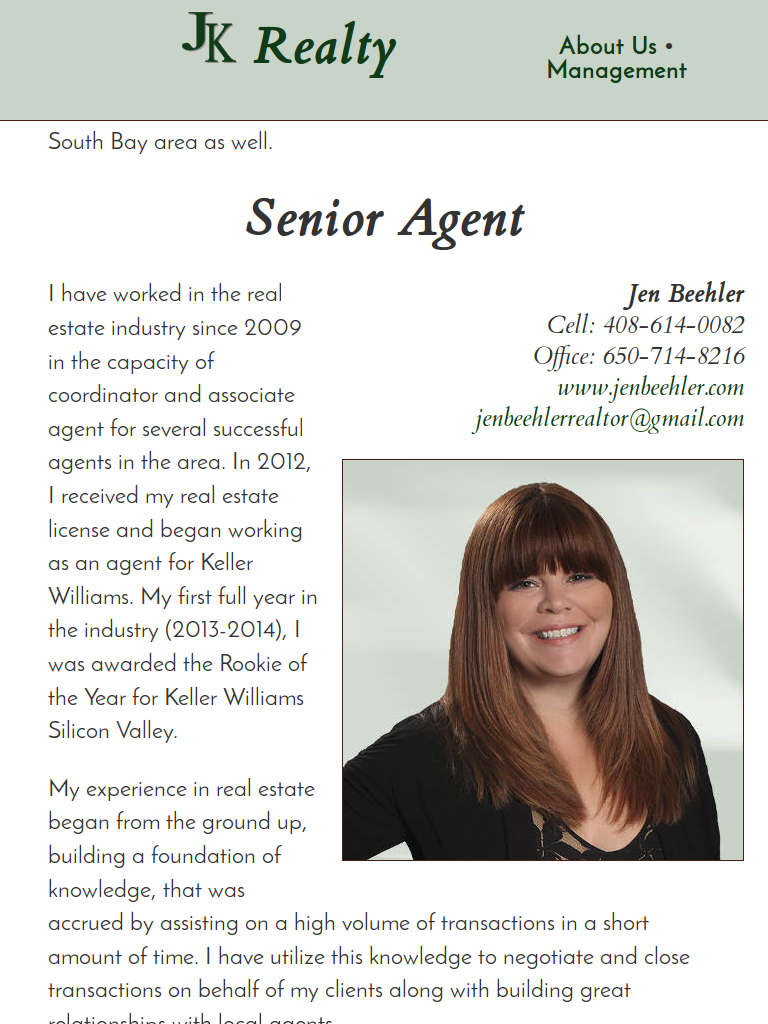 JK Realty
About Us •
Management
South Bay area as well.
Senior Agent
I have worked in the real
estate industry since 2009
in the capacity of
coordinator and associate
agent for several successful
agents in the area. In 2012,
I received my real estate
license and began working
as an agent for Keller
Williams. My first full year in
the industry (2013-2014), I
was awarded the Rookie of
the Year for Keller Williams
Silicon Valley.
Jen Beehler
Cell: 408-614-0082
Office: 650-714-8216
www.jenbeehler.com
jenbeehlerrealtor@gmail.com
My experience in real estate
began from the ground up,
building a foundation of
knowledge, that was
accrued by assisting on a high volume of transactions in a short
amount of time. I have utilize this knowledge to negotiate and close
transactions on behalf of my clients along with building great
relationships with local agents.